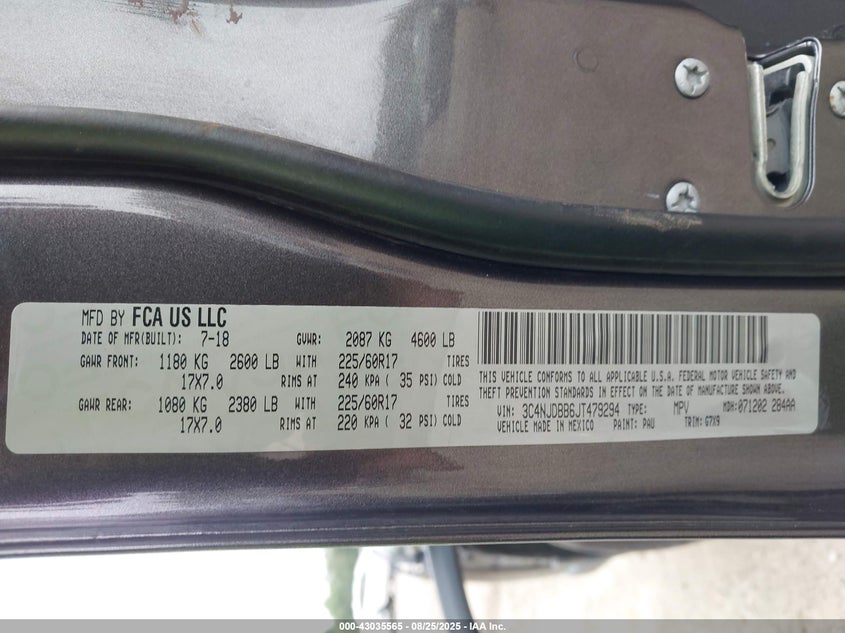 MFD BY FCA US LLC
DATE OF MFR(BUILT): 7-18 GVWR: 2087 KG 4600 LB
GAWR FRONT: 1180 KG 2600 LB WITH 225/60R17 TIRES
17X7.0 RIMS AT 240 KPA ( 35 PSI) COLD
GAWR REAR: 1080 KG 2380 LB WITH 225/60R17 TIRES
17X7.0 RIMS AT 220 KPA ( 32 PSI) COLD
THIS VEHICLE CONFORMS TO ALL APPLICABLE U.S.A. FEDERAL MOTOR VEHICLE SAFETY AND
THEFT PREVENTION STANDARDS IN EFFECT ON THE DATE OF MANUFACTURE SHOWN ABOVE.
VIN: 3C4NJDBB6JT479294 TYPE: MPV MDH:071202 284AA
VEHICLE MADE IN MEXICO PAINT: PAU TRIM: G7X9
000-43035565 - 08/25/2025 - IAA Inc.